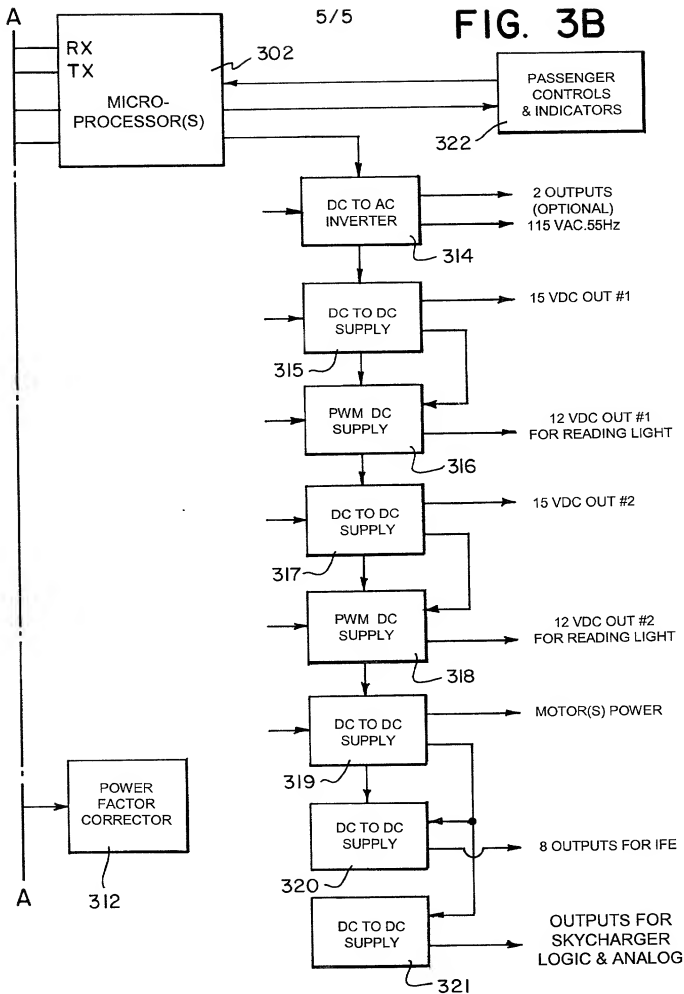 A
5/5
FIG. 3B
RX
TX
302
MICRO-
PROCESSOR(S)
PASSENGER
CONTROLS
& INDICATORS
322
DC TO AC
INVERTER
314
2 OUTPUTS
(OPTIONAL)
115 VAC.55Hz
DC TO DC
SUPPLY
315
15 VDC OUT #1
PWM DC
SUPPLY
316
12 VDC OUT #1
FOR READING LIGHT
DC TO DC
SUPPLY
317
15 VDC OUT #2
PWM DC
SUPPLY
318
12 VDC OUT #2
FOR READING LIGHT
DC TO DC
SUPPLY
319
MOTOR(S) POWER
POWER
FACTOR
CORRECTOR
312
DC TO DC
SUPPLY
320
8 OUTPUTS FOR IFE
A
DC TO DC
SUPPLY
321
OUTPUTS FOR
SKYCHARGER
LOGIC & ANALOG